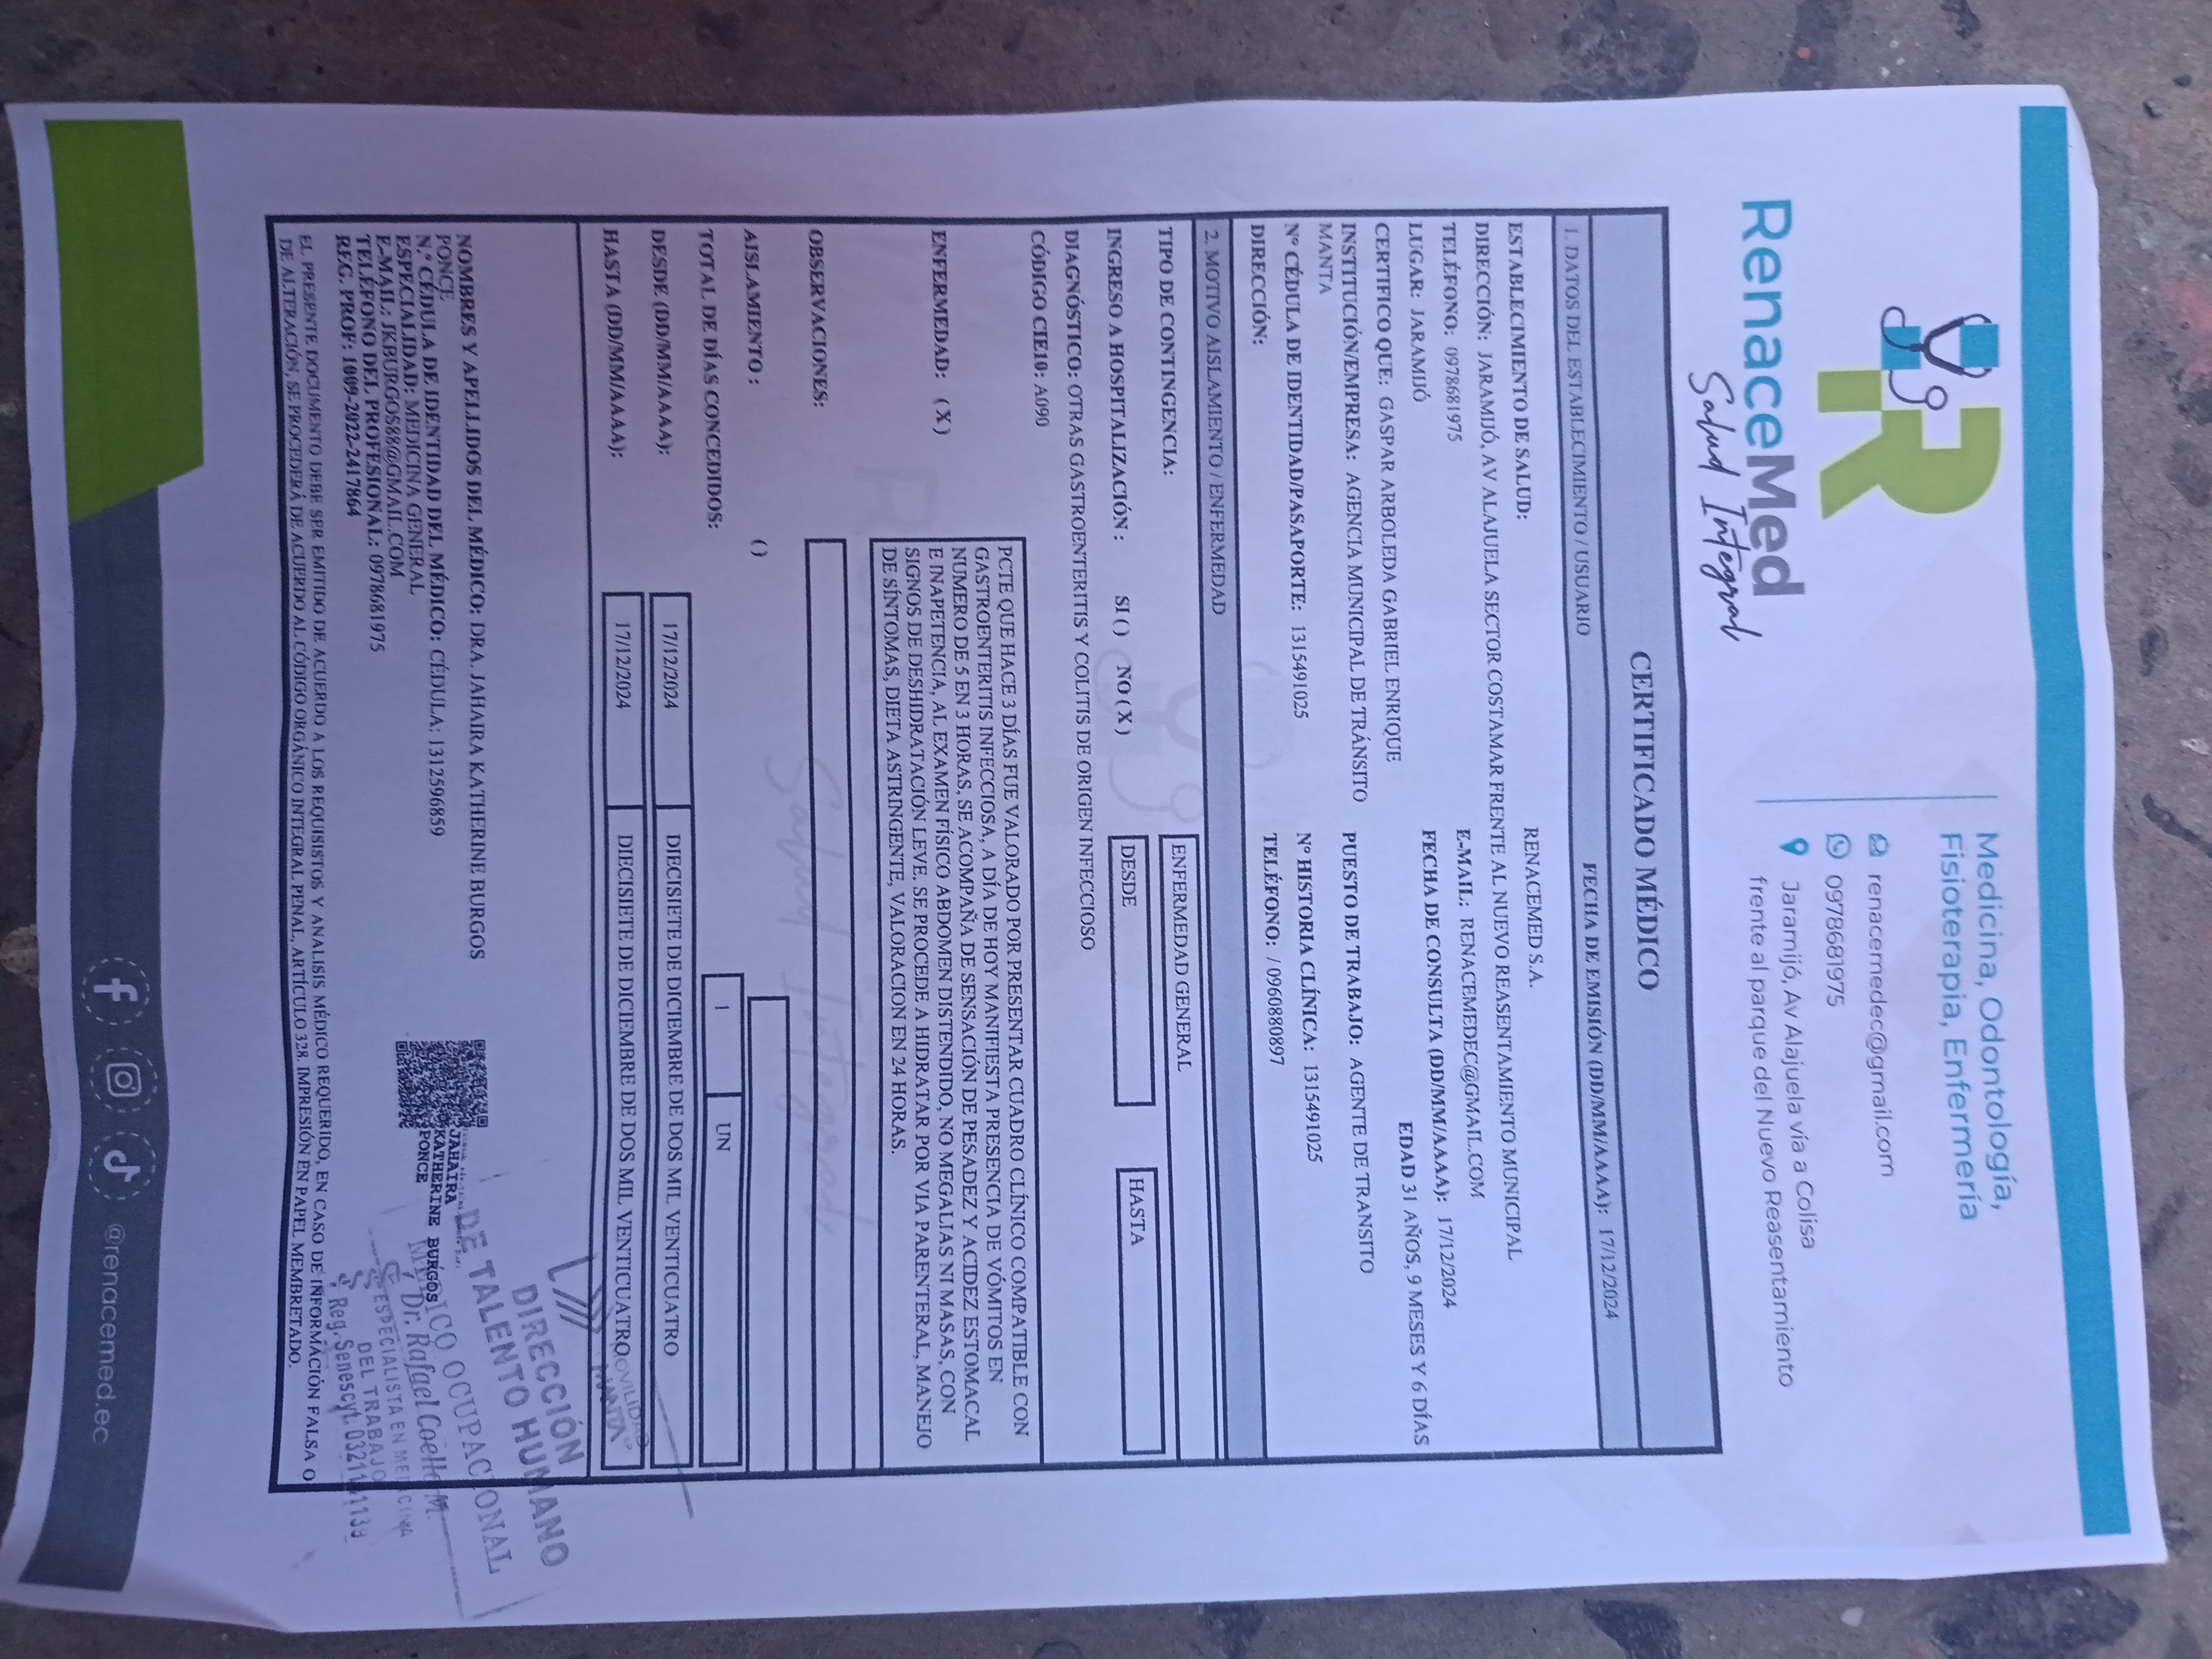 RenaceMed
Salud Integral
Medicina, Odontología,
Fisioterapia, Enfermería
renacemedec@gmail.com
0978681975
Jaramijó, Av Alajuela vía a Colisa
frente al parque del Nuevo Reasentamiento
CERTIFICADO MÉDICO
1. DATOS DEL ESTABLECIMIENTO / USUARIO FECHA DE EMISIÓN (DD/MM/AAAA): 17/12/2024
ESTABLECIMIENTO DE SALUD: RENACEMED S.A.
DIRECCIÓN: JARAMIJÓ, AV ALAJUELA SECTOR COSTAMAR FRENTE AL NUEVO REASENTAMIENTO MUNICIPAL
TELÉFONO: 0978681975 E-MAIL: RENACEMEDEC@GMAIL.COM
LUGAR: JARAMIJÓ FECHA DE CONSULTA (DD/MM/AAAA): 17/12/2024
CERTIFICO QUE: GASPAR ARBOLEDA GABRIEL ENRIQUE EDAD 31 AÑOS, 9 MESES Y 6 DÍAS
INSTITUCIÓN/EMPRESA: AGENCIA MUNICIPAL DE TRÁNSITO PUESTO DE TRABAJO: AGENTE DE TRANSITO
MANTA
Nº CÉDULA DE IDENTIDAD/PASAPORTE: 1315491025 Nº HISTORIA CLÍNICA: 1315491025
DIRECCIÓN: TELÉFONO: / 0960880897
2. MOTIVO AISLAMIENTO / ENFERMEDAD
TIPO DE CONTINGENCIA: ENFERMEDAD GENERAL
INGRESO A HOSPITALIZACIÓN : SI ( ) NO ( X ) DESDE HASTA
DIAGNÓSTICO: OTRAS GASTROENTERITIS Y COLITIS DE ORIGEN INFECCIOSO
CÓDIGO CIE10: A090
ENFERMEDAD: ( X )
PCTE QUE HACE 3 DÍAS FUE VALORADO POR PRESENTAR CUADRO CLÍNICO COMPATIBLE CON
GASTROENTERITIS INFECCIOSA, A DÍA DE HOY MANIFIESTA PRESENCIA DE VÓMITOS EN
NUMERO DE 5 EN 3 HORAS, SE ACOMPAÑA DE SENSACIÓN DE PESADEZ Y ACIDEZ ESTOMACAL
E INAPETENCIA, AL EXAMEN FÍSICO ABDOMEN DISTENDIDO, NO MEGALIAS NI MASAS, CON
SIGNOS DE DESHIDRATACIÓN LEVE. SE PROCEDE A HIDRATAR POR VIA PARENTERAL, MANEJO
DE SÍNTOMAS, DIETA ASTRINGENTE, VALORACION EN 24 HORAS.
OBSERVACIONES:
Salud Integral
AISLAMIENTO : ( )
TOTAL DE DÍAS CONCEDIDOS: 1 UN
DESDE (DD/MM/AAAA): 17/12/2024 DIECISIETE DE DICIEMBRE DE DOS MIL VENTICUATRO
HASTA (DD/MM/AAAA): 17/12/2024 DIECISIETE DE DICIEMBRE DE DOS MIL VENTICUATRO
NOMBRES Y APELLIDOS DEL MÉDICO: DRA. JAHAIRA KATHERINE BURGOS
PONCE
N.º CÉDULA DE IDENTIDAD DEL MÉDICO: CÉDULA: 1312596859
ESPECIALIDAD: MEDICINA GENERAL
E-MAIL: JKBURGOS88@GMAIL.COM
TELÉFONO DEL PROFESIONAL: 0978681975
REG. PROF: 1009-2022-2417864
JAHAIRA
KATHERINE BURGOS
PONCE
MOVILIDAD
MANTA EP
DIRECCIÓN
DE TALENTO HUMANO
MÉDICO OCUPACIONAL
Dr. Rafael Coello M.
ESPECIALISTA EN MEDICINA
DEL TRABAJO
Reg. Senescyt:
EL PRESENTE DOCUMENTO DEBE SER EMITIDO DE ACUERDO A LOS REQUISISTOS Y ANALISIS MÉDICO REQUERIDO, EN CASO DE INFORMACIÓN FALSA O
DE ALTERACIÓN, SE PROCEDERÁ DE ACUERDO AL CÓDIGO ORGÁNICO INTEGRAL PENAL, ARTÍCULO 328. IMPRESIÓN EN PAPEL MEMBRETADO.
@renacemed.ec